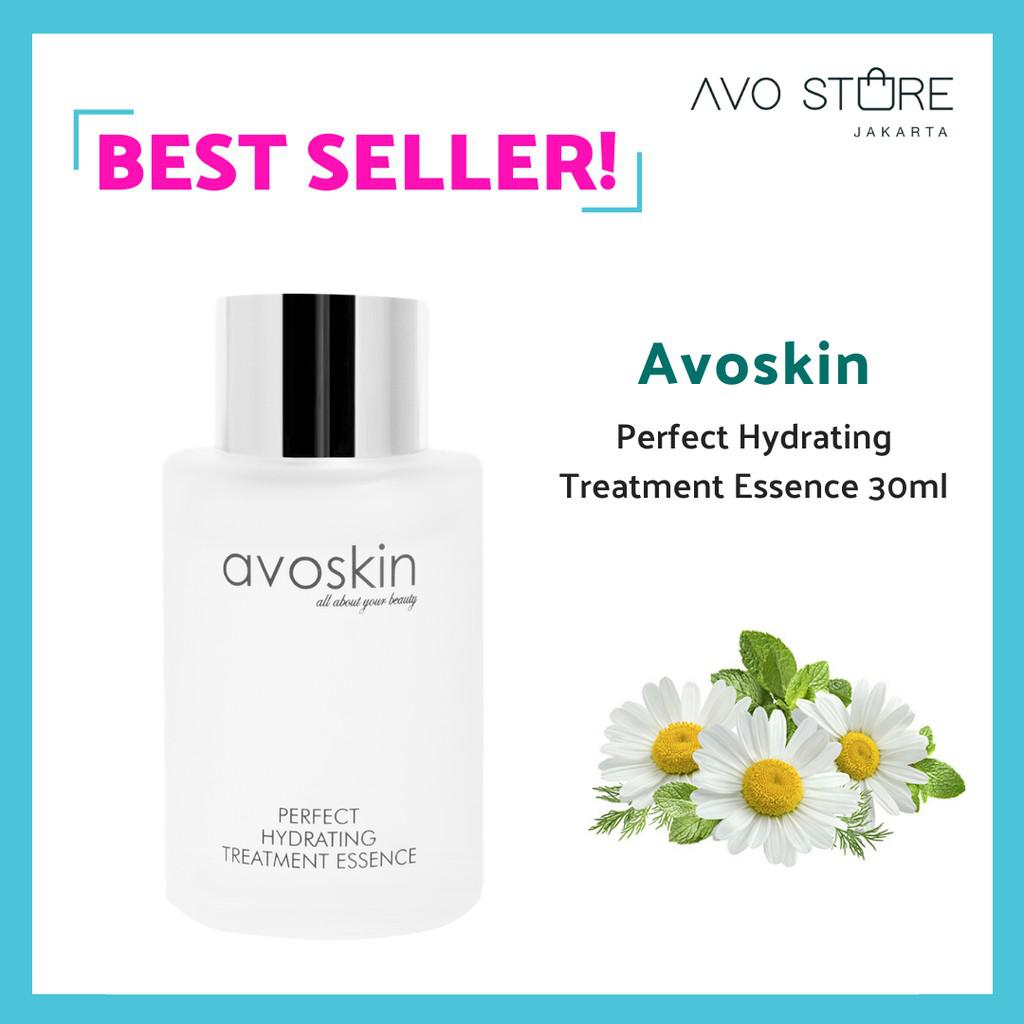 AVO STORE
JAKARTA
BEST SELLER!
Avoskin
Perfect Hydrating
Treatment Essence 30ml
avoskin
all about your beauty
PERFECT
HYDRATING
TREATMENT ESSENCE